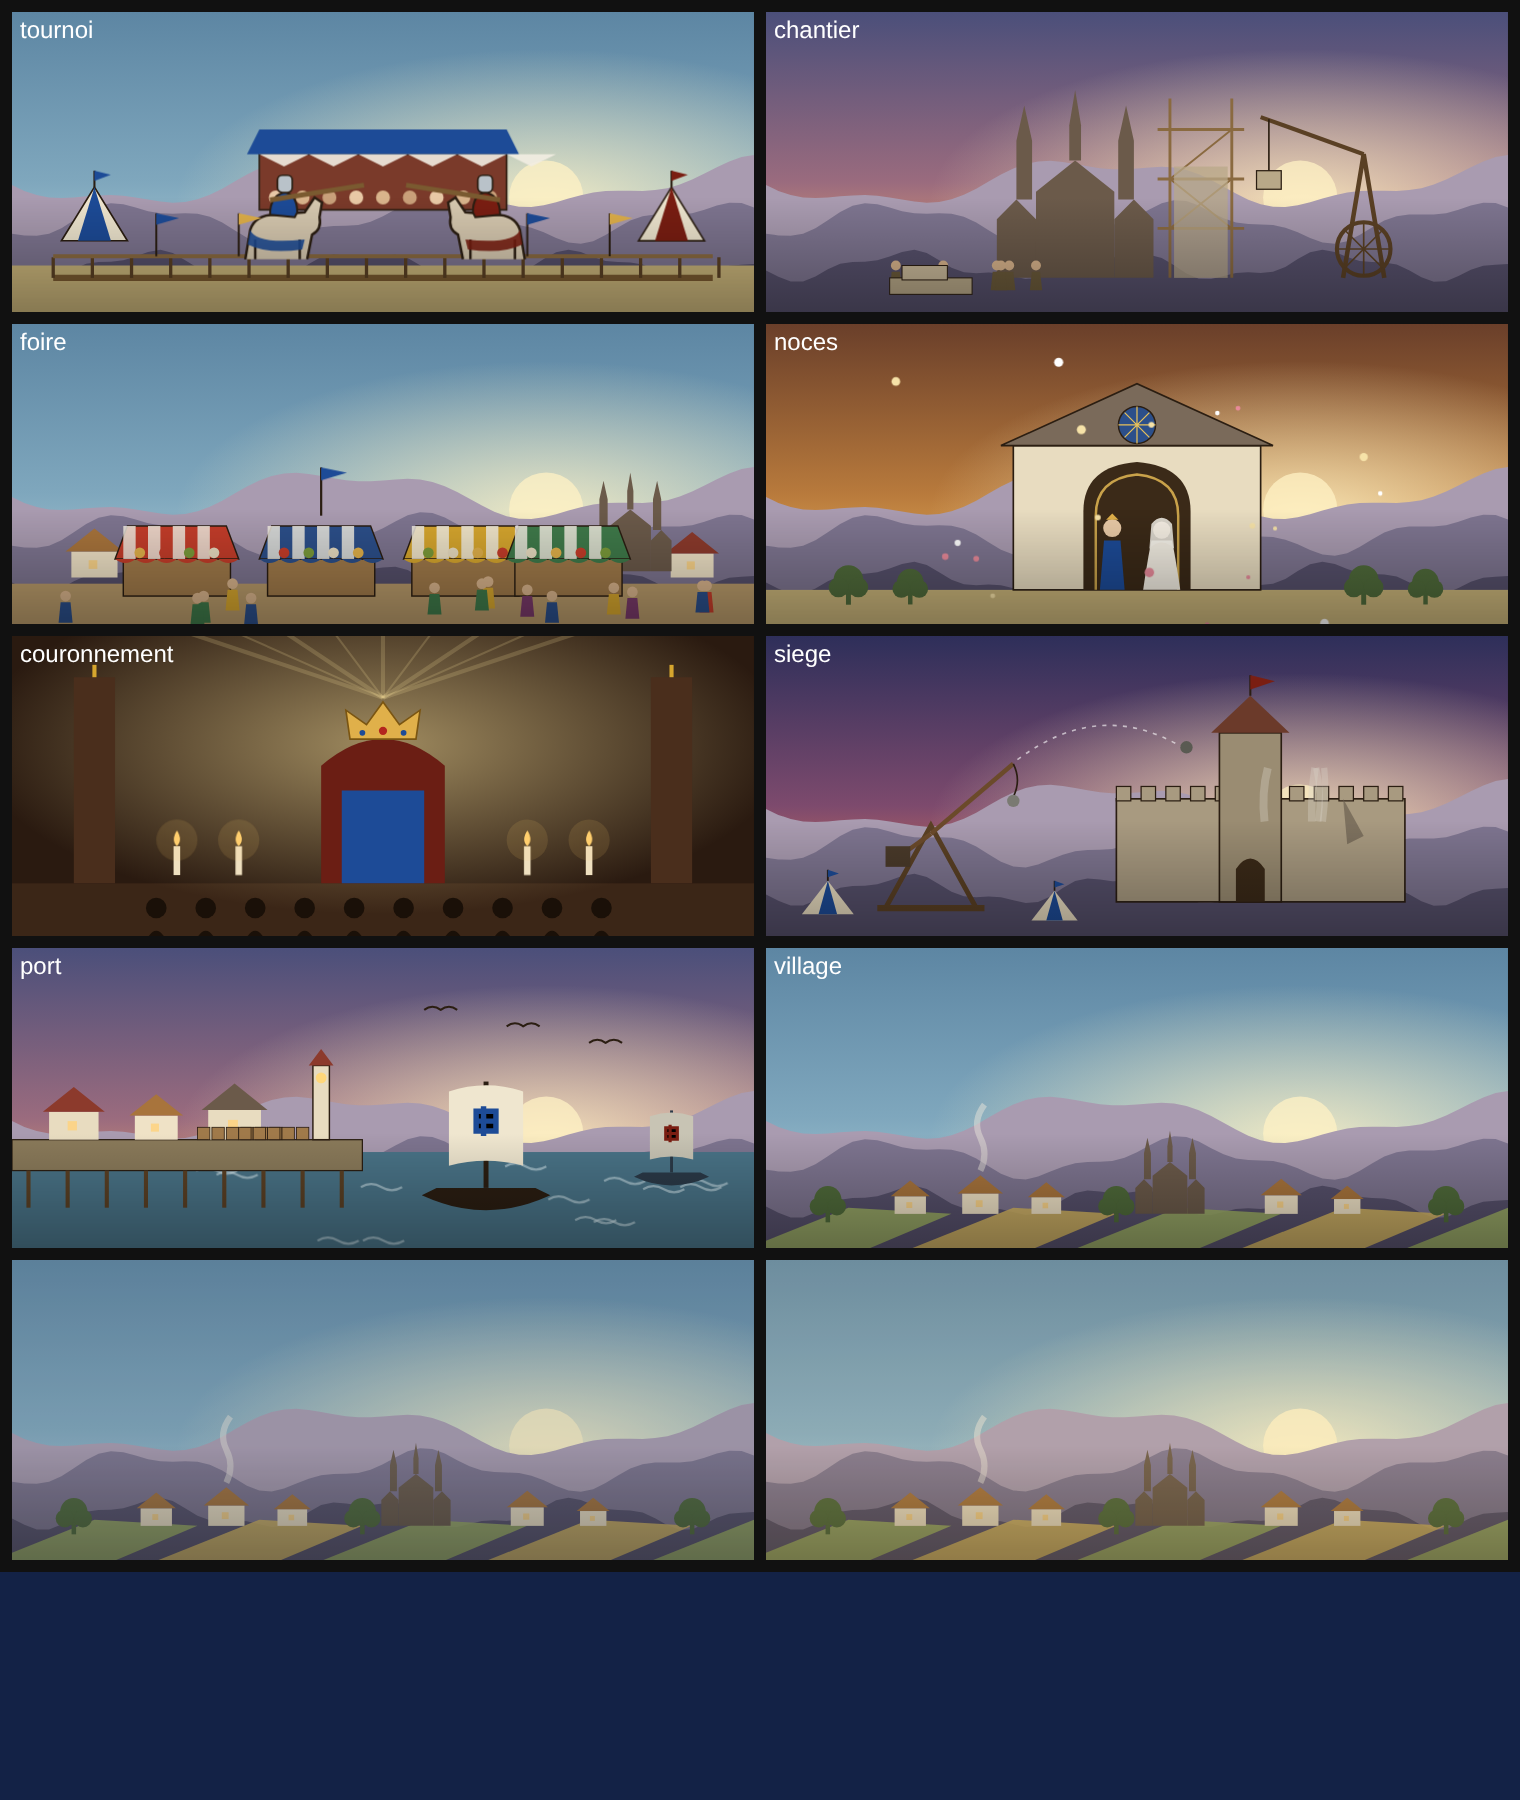 tournoi
chantier
foire
noces
couronnement
siege
port
village